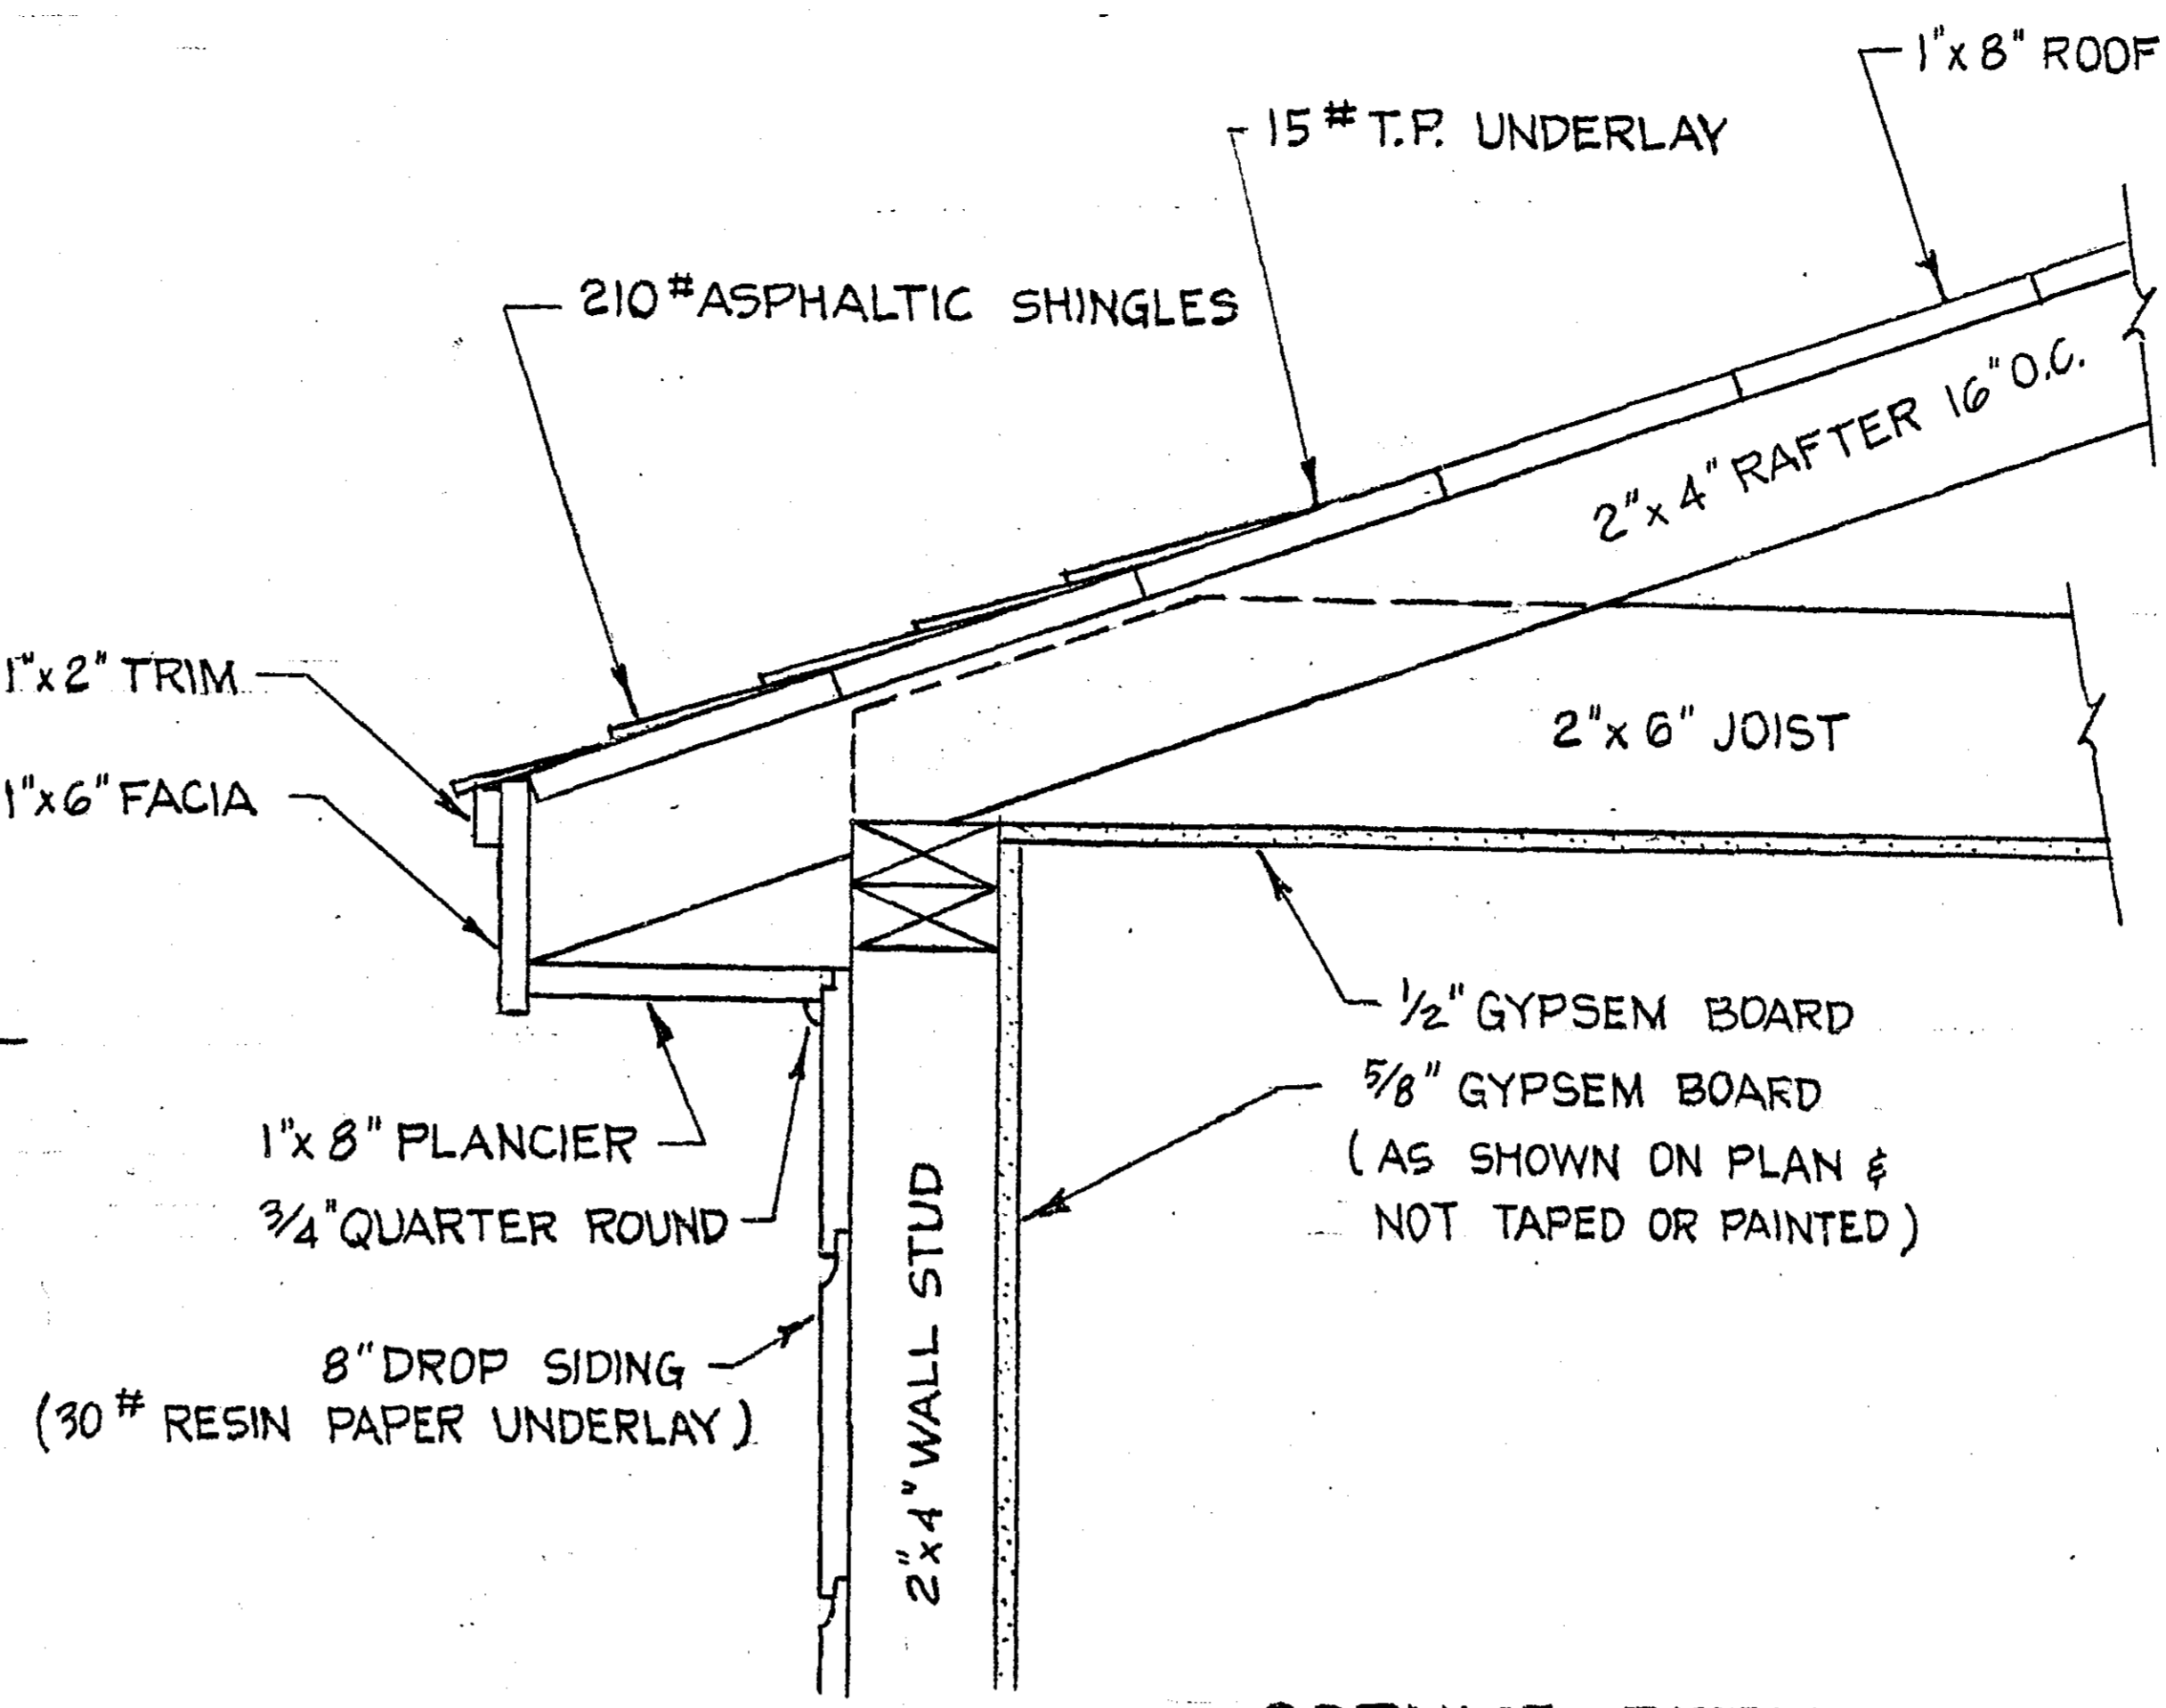 1"x 8" ROOF
15# T.P. UNDERLAY
210# ASPHALTIC SHINGLES
2"x 4" RAFTER 16" O.C.
1"x 2" TRIM
2"x 6" JOIST
1"x 6" FACIA
1/2" GYPSEM BOARD
5/8" GYPSEM BOARD
(AS SHOWN ON PLAN &
NOT TAPED OR PAINTED)
1"x 8" PLANCIER
3/4" QUARTER ROUND
8" DROP SIDING
(30# RESIN PAPER UNDERLAY)
2"x 4" WALL STUD